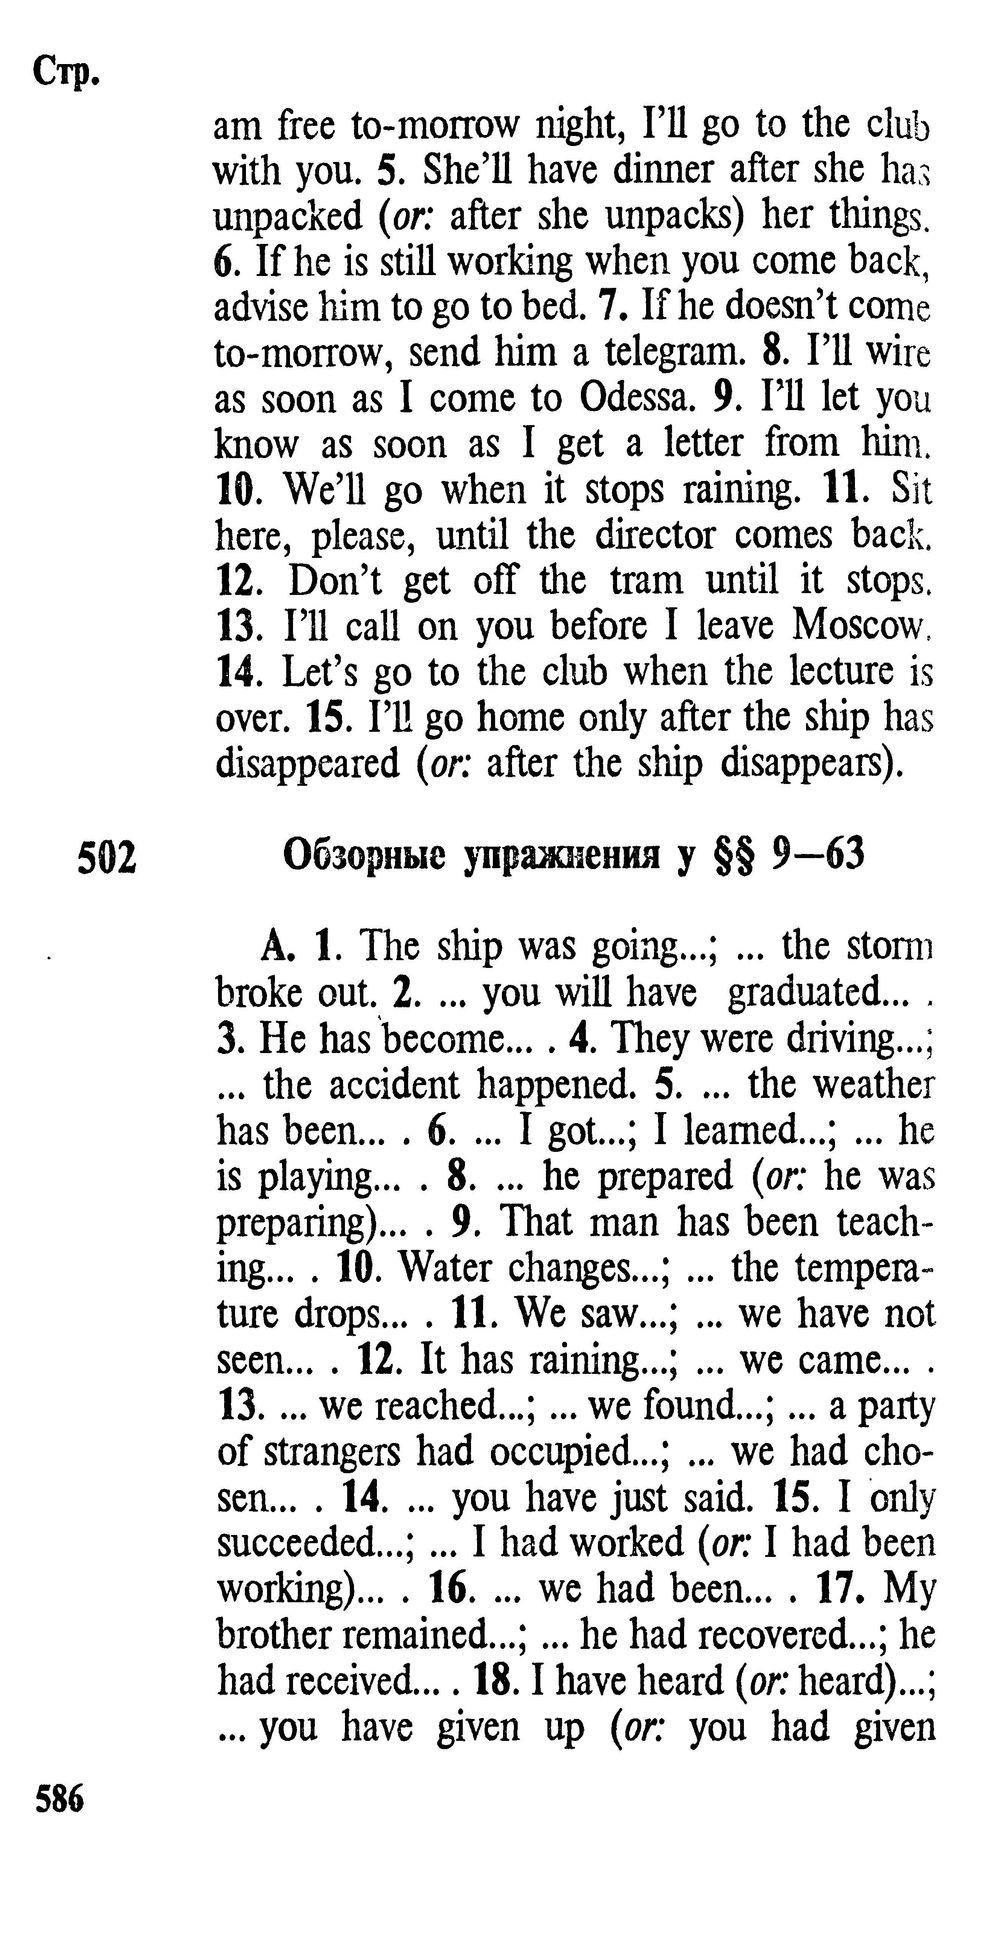 Стр.
am free to-morrow night, I'll go to the club
with you. 5. She'll have dinner after she has
unpacked (or: after she unpacks) her things.
6. If he is still working when you come back,
advise him to go to bed. 7. If he doesn't come
to-morrow, send him a telegram. 8. I'll wire
as soon as I come to Odessa. 9. I'll let you
know as soon as I get a letter from him.
10. We'll go when it stops raining. 11. Sit
here, please, until the director comes back.
12. Don't get off the tram until it stops.
13. I'll call on you before I leave Moscow.
14. Let's go to the club when the lecture is
over. 15. I'll go home only after the ship has
disappeared (or: after the ship disappears).
502 Обзорные упражнения у §§ 9—63
A. 1. The ship was going...; ... the storm
broke out. 2. ... you will have graduated... .
3. He has become... . 4. They were driving...;
... the accident happened. 5. ... the weather
has been... . 6. ... I got...; I learned...; ... he
is playing... . 8. ... he prepared (or: he was
preparing)... . 9. That man has been teach-
ing... . 10. Water changes...; ... the tempera-
ture drops... . 11. We saw...; ... we have not
seen... . 12. It has raining...; ... we came... .
13. ... we reached...; ... we found...; ... a party
of strangers had occupied...; ... we had cho-
sen... . 14. ... you have just said. 15. I only
succeeded...; ... I had worked (or: I had been
working)... . 16. ... we had been... . 17. My
brother remained...; ... he had recovered...; he
had received... . 18. I have heard (or: heard)...;
... you have given up (or: you had given
586